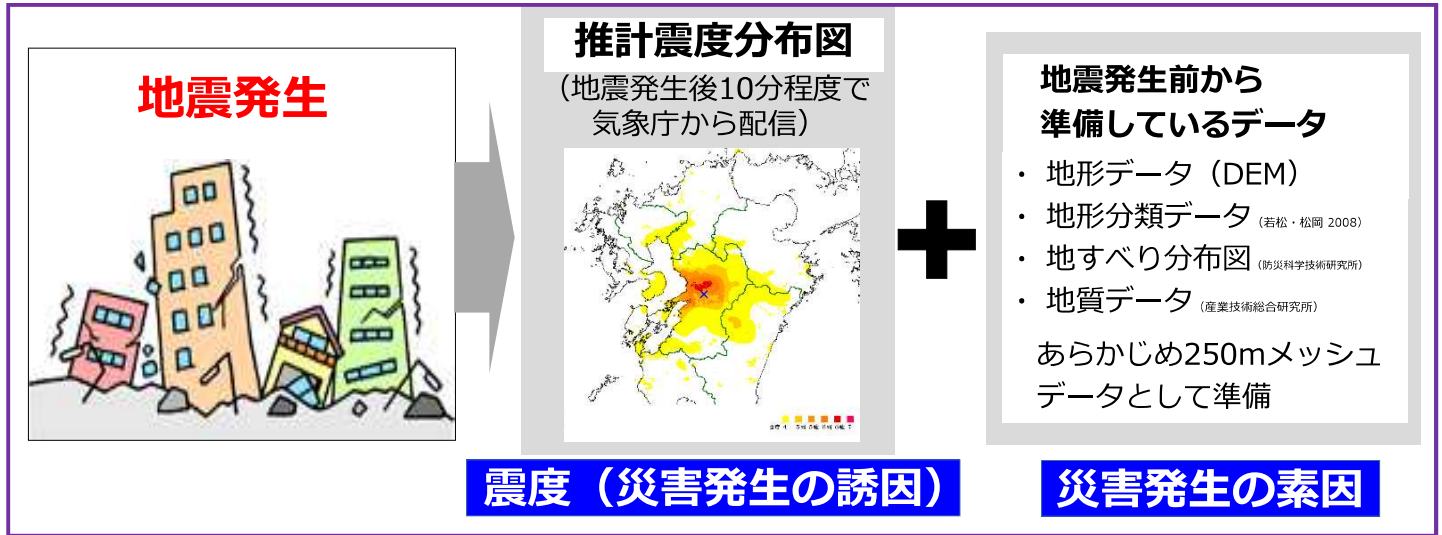 地震発生
推計震度分布図
（地震発生後10分程度で
気象庁から配信）
震度（災害発生の誘因）
地震発生前から
準備しているデータ
・ 地形データ（DEM）
・ 地形分類データ（若松・松岡 2008）
・ 地すべり分布図（防災科学技術研究所）
・ 地質データ（産業技術総合研究所）
あらかじめ250mメッシュ
データとして準備
災害発生の素因